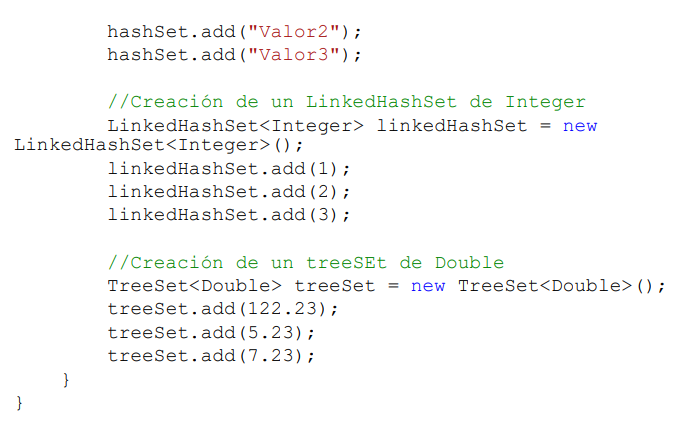 hashSet.add("Valor2");
hashSet.add("Valor3");
//Creación de un LinkedHashSet de Integer
LinkedHashSet<Integer> linkedHashSet = new
LinkedHashSet<Integer>();
linkedHashSet.add(1);
linkedHashSet.add(2);
linkedHashSet.add(3);
//Creación de un treeSEt de Double
TreeSet<Double> treeSet = new TreeSet<Double>();
treeSet.add(122.23);
treeSet.add(5.23);
treeSet.add(7.23);
}
}